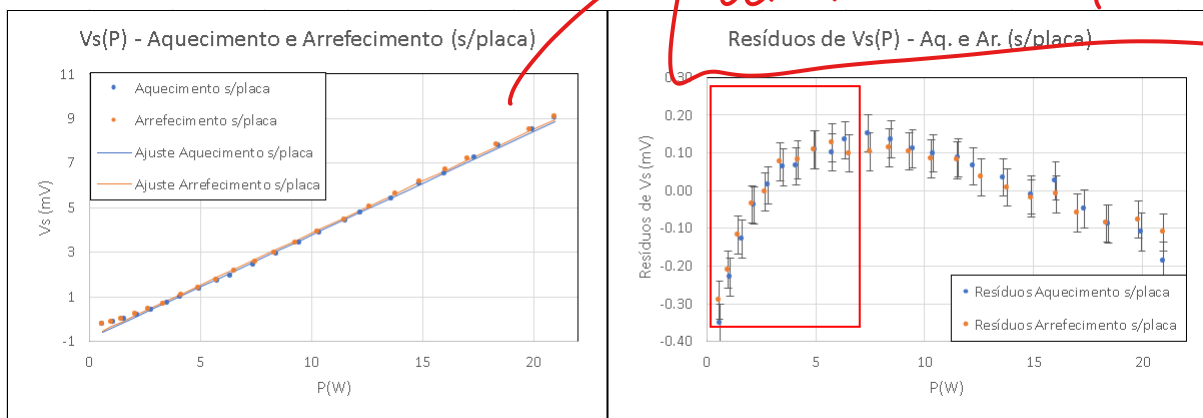 Vs(P) - Aquecimento e Arrefecimento (s/placa)
11
9
7
5
3
1
-1
Vs (mV)
Aquecimento s/placa
Arrefecimento s/placa
Ajuste Aquecimento s/placa
Ajuste Arrefecimento s/placa
0 5 10 15 20
P(W)
Resíduos de Vs(P) - Aq. e Ar. (s/placa)
0.30
0.20
0.10
0.00
-0.10
-0.20
-0.30
-0.40
Resíduos de Vs (mV)
Resíduos Aquecimento s/placa
Resíduos Arrefecimento s/placa
0 5 10 15 20
P(W)